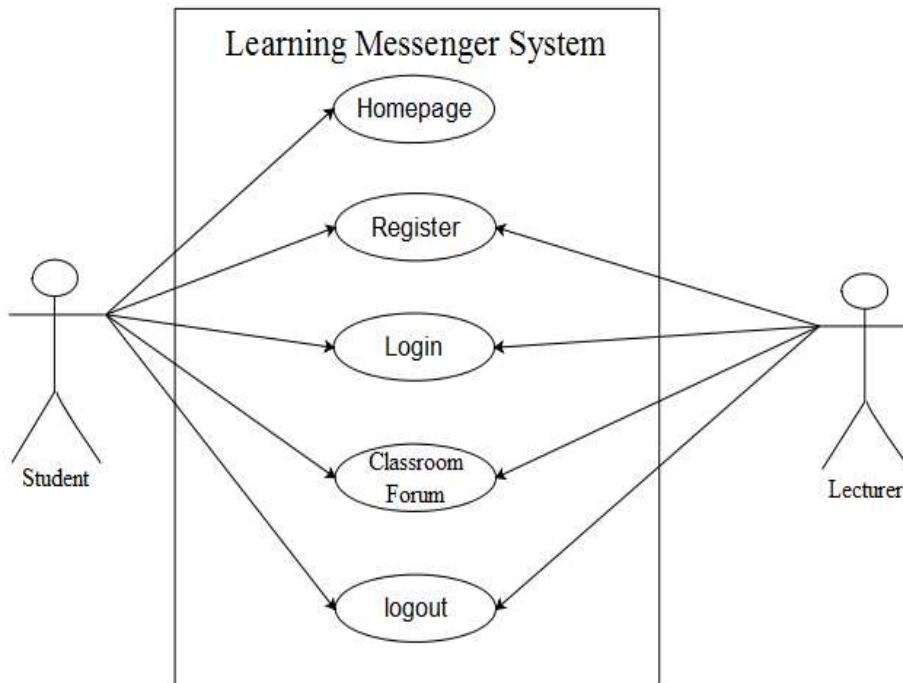 Learning Messenger System
Homepage
Register
Login
Classroom
Forum
logout
Student
Lecturer